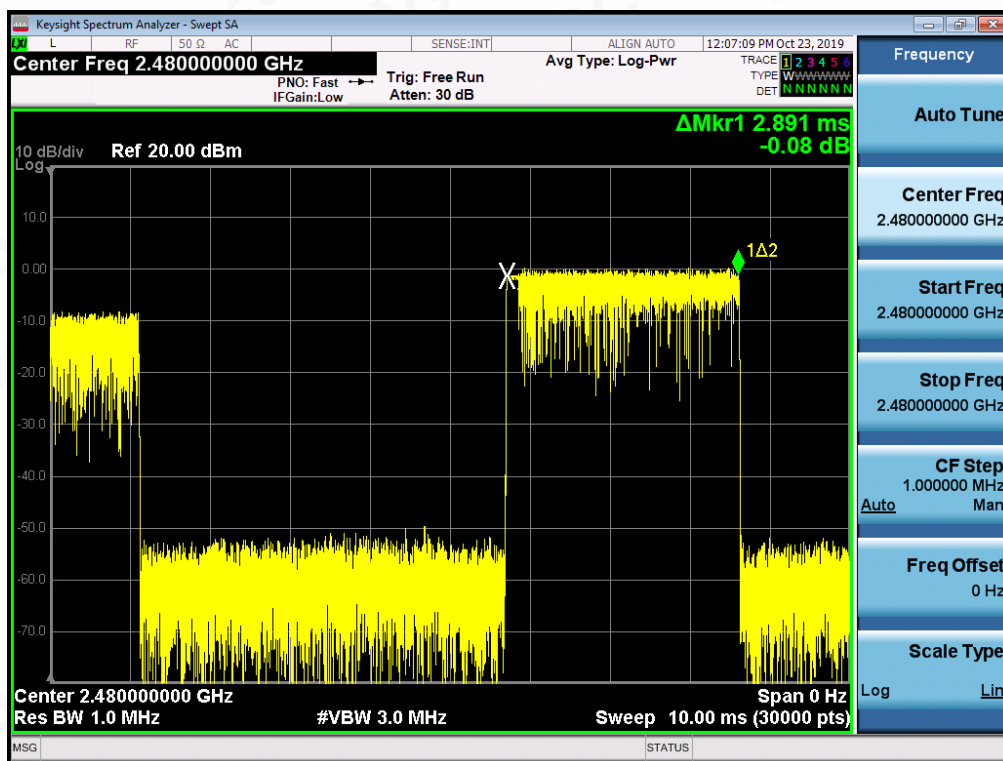 Keysight Spectrum Analyzer - Swept SA
LXI L RF 50 Ω AC SENSE:INT ALIGN AUTO 12:07:09 PM Oct 23, 2019
Center Freq 2.480000000 GHz
PNO: Fast
IFGain:Low
Trig: Free Run
Atten: 30 dB
Avg Type: Log-Pwr
TRACE 1 2 3 4 5 6
TYPE WWWWWW
DET N N N N N N
ΔMkr1 2.891 ms
-0.08 dB
10 dB/div
Log
Ref 20.00 dBm
10.0
0.00
-10.0
-20.0
-30.0
-40.0
-50.0
-60.0
-70.0
X
1Δ2
Center 2.480000000 GHz
Span 0 Hz
Res BW 1.0 MHz
#VBW 3.0 MHz
Sweep 10.00 ms (30000 pts)
MSG
STATUS
Frequency
Auto Tune
Center Freq
2.480000000 GHz
Start Freq
2.480000000 GHz
Stop Freq
2.480000000 GHz
CF Step
1.000000 MHz
Auto Man
Freq Offset
0 Hz
Scale Type
Log Lin